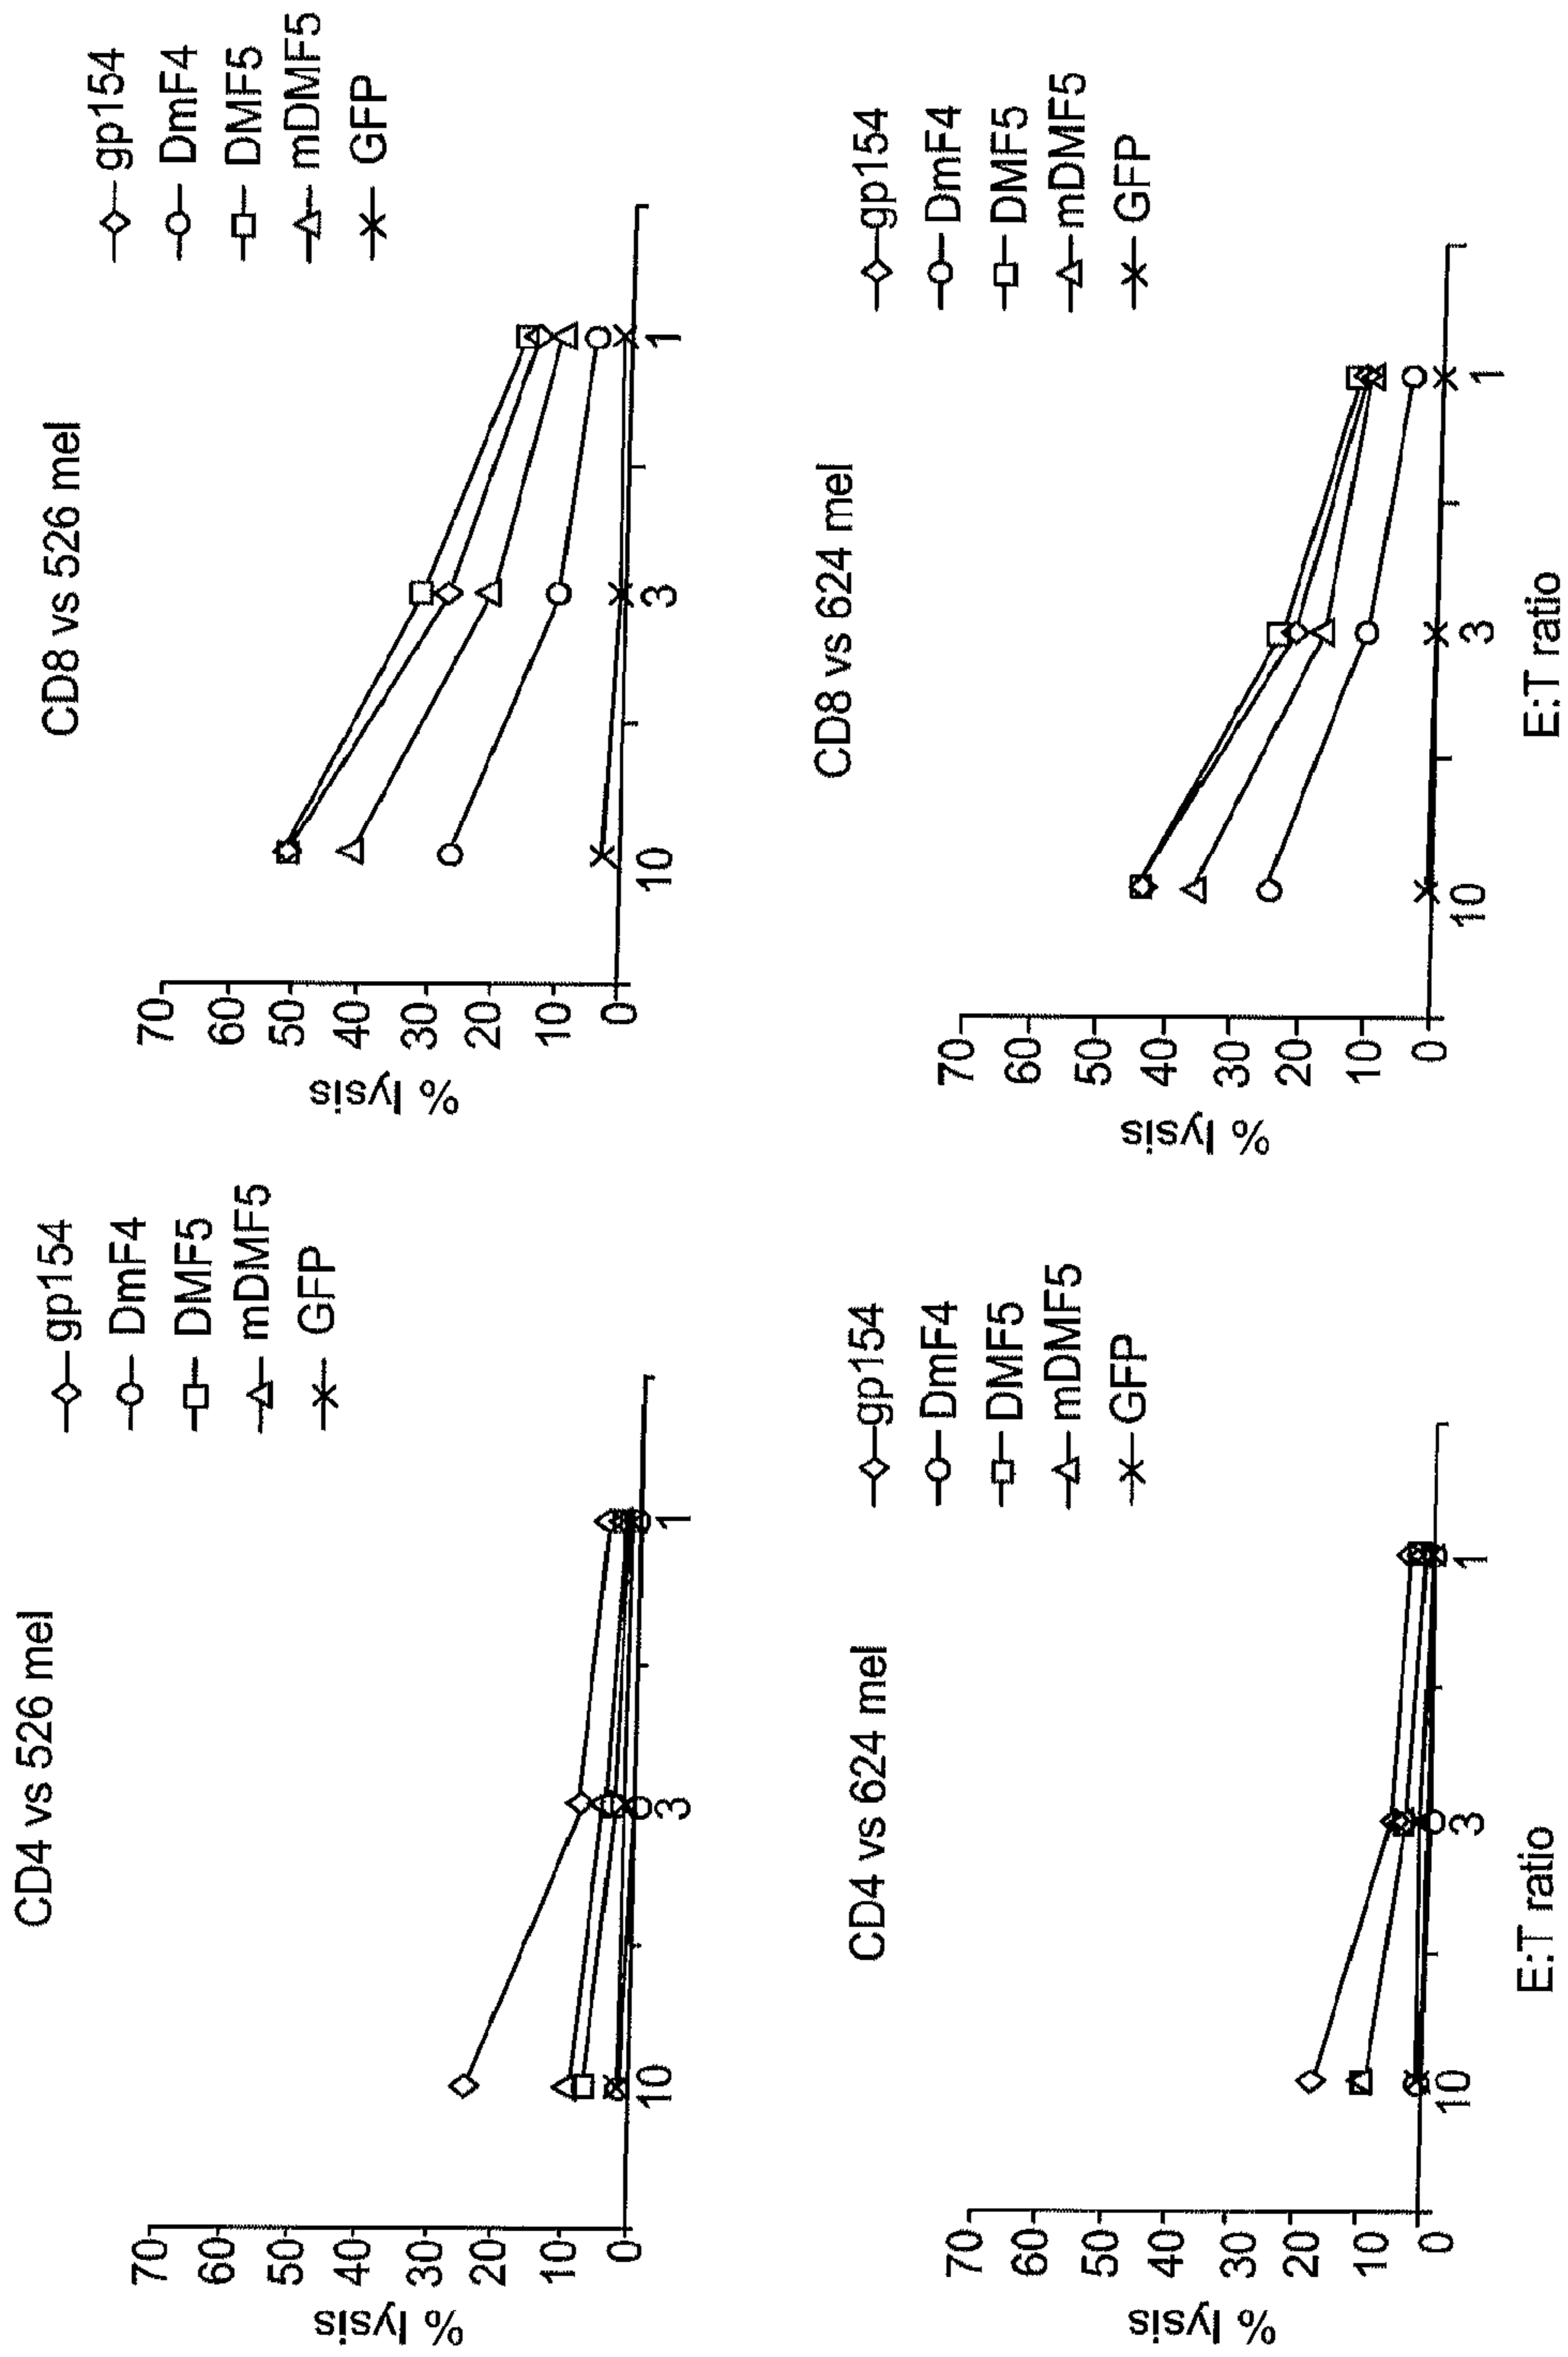 CD4 vs 526 mel
% lysis
70
60
50
40
30
20
10
0
10
3
1
gp154
DmF4
DMF5
mDMF5
GFP
CD8 vs 526 mel
% lysis
70
60
50
40
30
20
10
0
10
3
1
gp154
DmF4
DMF5
mDMF5
GFP
CD4 vs 624 mel
% lysis
70
60
50
40
30
20
10
0
10
3
1
E:T ratio
gp154
DmF4
DMF5
mDMF5
GFP
CD8 vs 624 mel
% lysis
70
60
50
40
30
20
10
0
10
3
1
E:T ratio
gp154
DmF4
DMF5
mDMF5
GFP